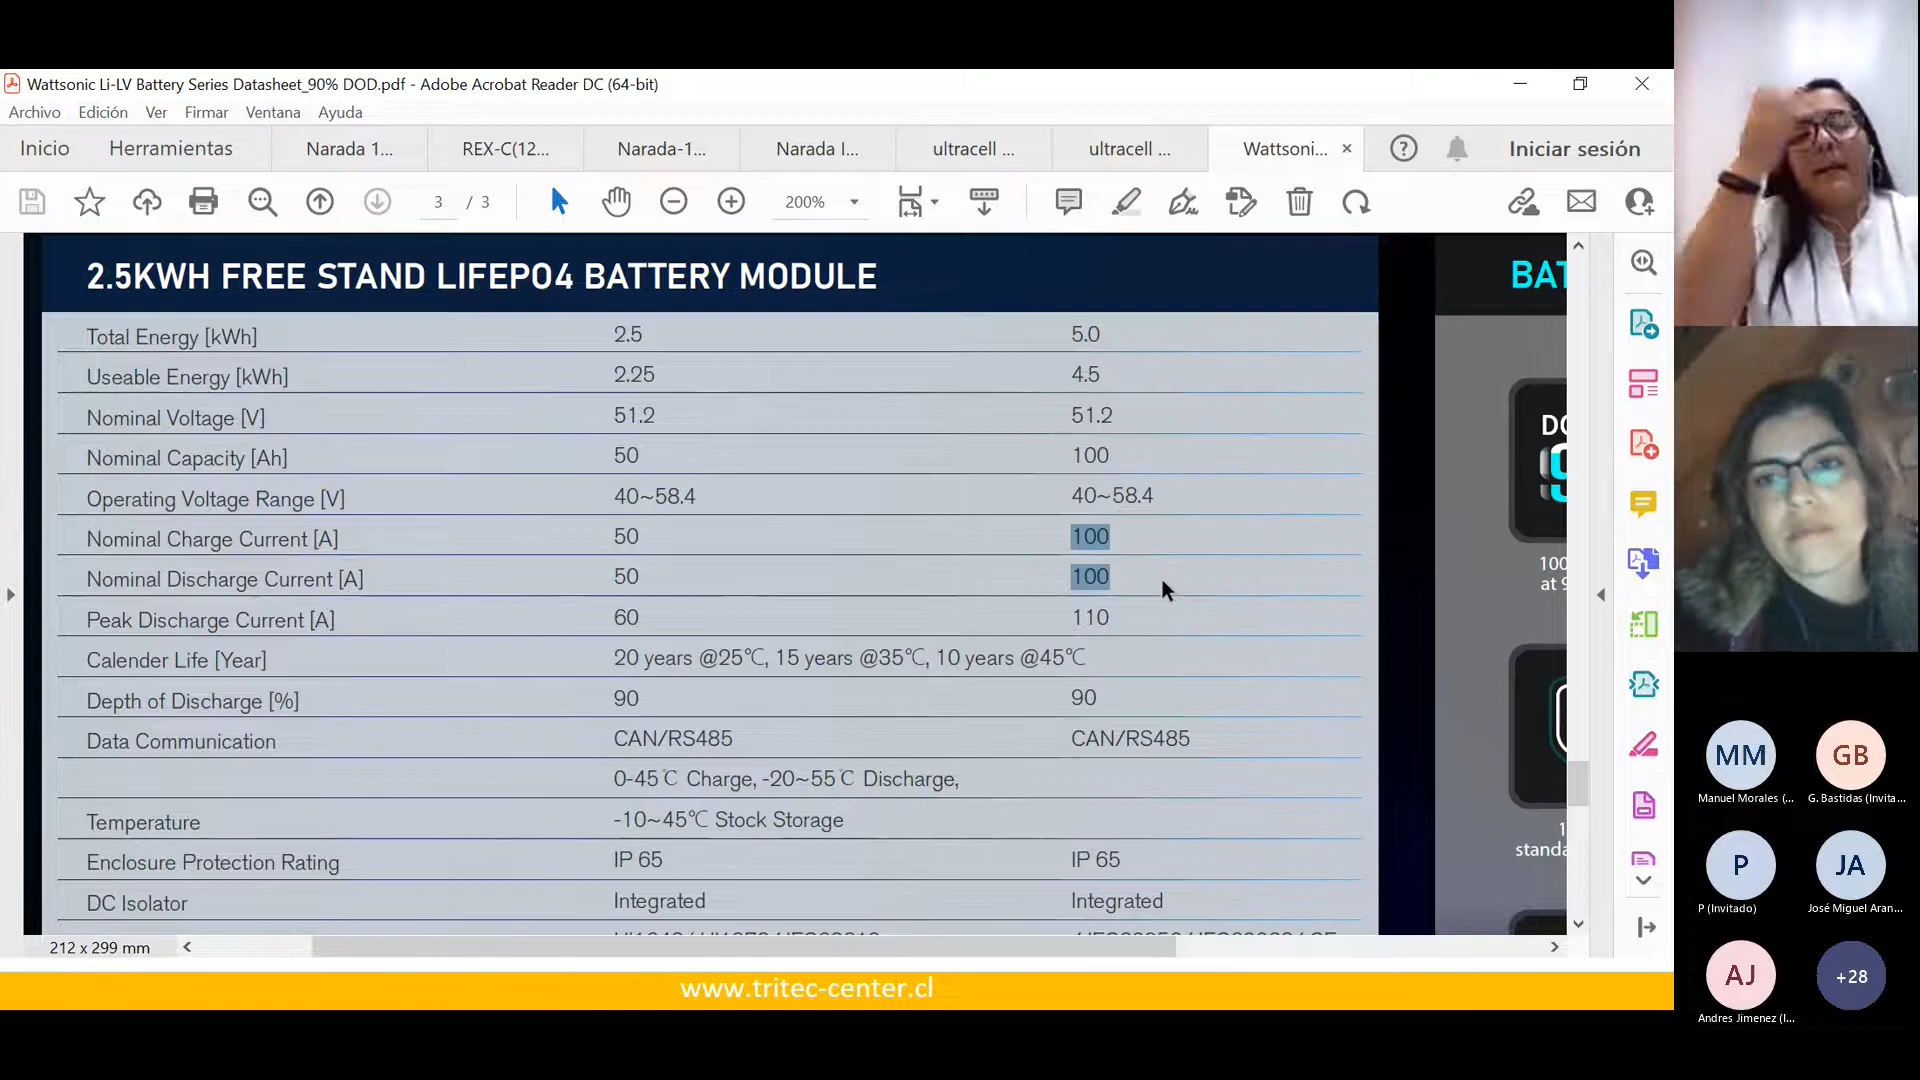 Wattsonic Li-LV Battery Series Datasheet_90% DOD.pdf - Adobe Acrobat Reader DC (64-bit)
Archivo Edición Ver Firmar Ventana Ayuda
Inicio Herramientas Narada 1... REX-C(12... Narada-1... Narada I... ultracell ... ultracell ... Wattsoni... Iniciar sesión
3 / 3 200%
2.5KWH FREE STAND LIFEPO4 BATTERY MODULE
Total Energy [kWh] 2.5 5.0
Useable Energy [kWh] 2.25 4.5
Nominal Voltage [V] 51.2 51.2
Nominal Capacity [Ah] 50 100
Operating Voltage Range [V] 40~58.4 40~58.4
Nominal Charge Current [A] 50 100
Nominal Discharge Current [A] 50 100
Peak Discharge Current [A] 60 110
Calender Life [Year] 20 years @25℃, 15 years @35℃, 10 years @45℃
Depth of Discharge [%] 90 90
Data Communication CAN/RS485 CAN/RS485
0-45℃ Charge, -20~55℃ Discharge,
Temperature -10~45℃ Stock Storage
Enclosure Protection Rating IP 65 IP 65
DC Isolator Integrated Integrated
BAT
DO
9
100
at 9
1
standa
212 x 299 mm
www.tritec-center.cl
MM GB
Manuel Morales (... G. Bastidas (Invita...
P JA
P (Invitado) José Miguel Aran...
AJ +28
Andres Jimenez (I...